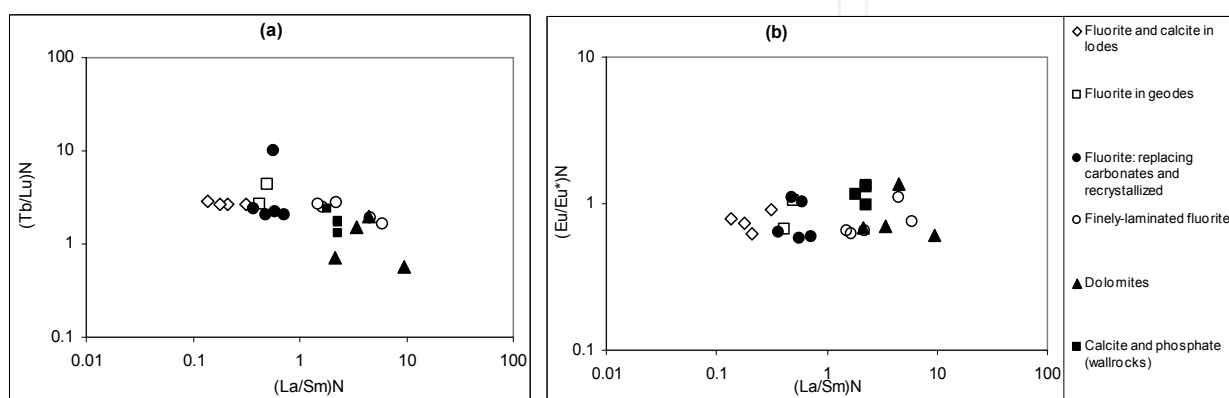 (a)
(Tb/Lu)N
100
10
1
0.1
0.01
0.1
1
10
100
(La/Sm)N
(b)
(Eu/Eu*)N
10
1
0.1
0.01
0.1
1
10
100
(La/Sm)N
Fluorite and calcite in
lodes
Fluorite in geodes
Fluorite: replacing
carbonates and
recrystallized
Finely-laminated fluorite
Dolomites
Calcite and phosphate
(wallrocks)